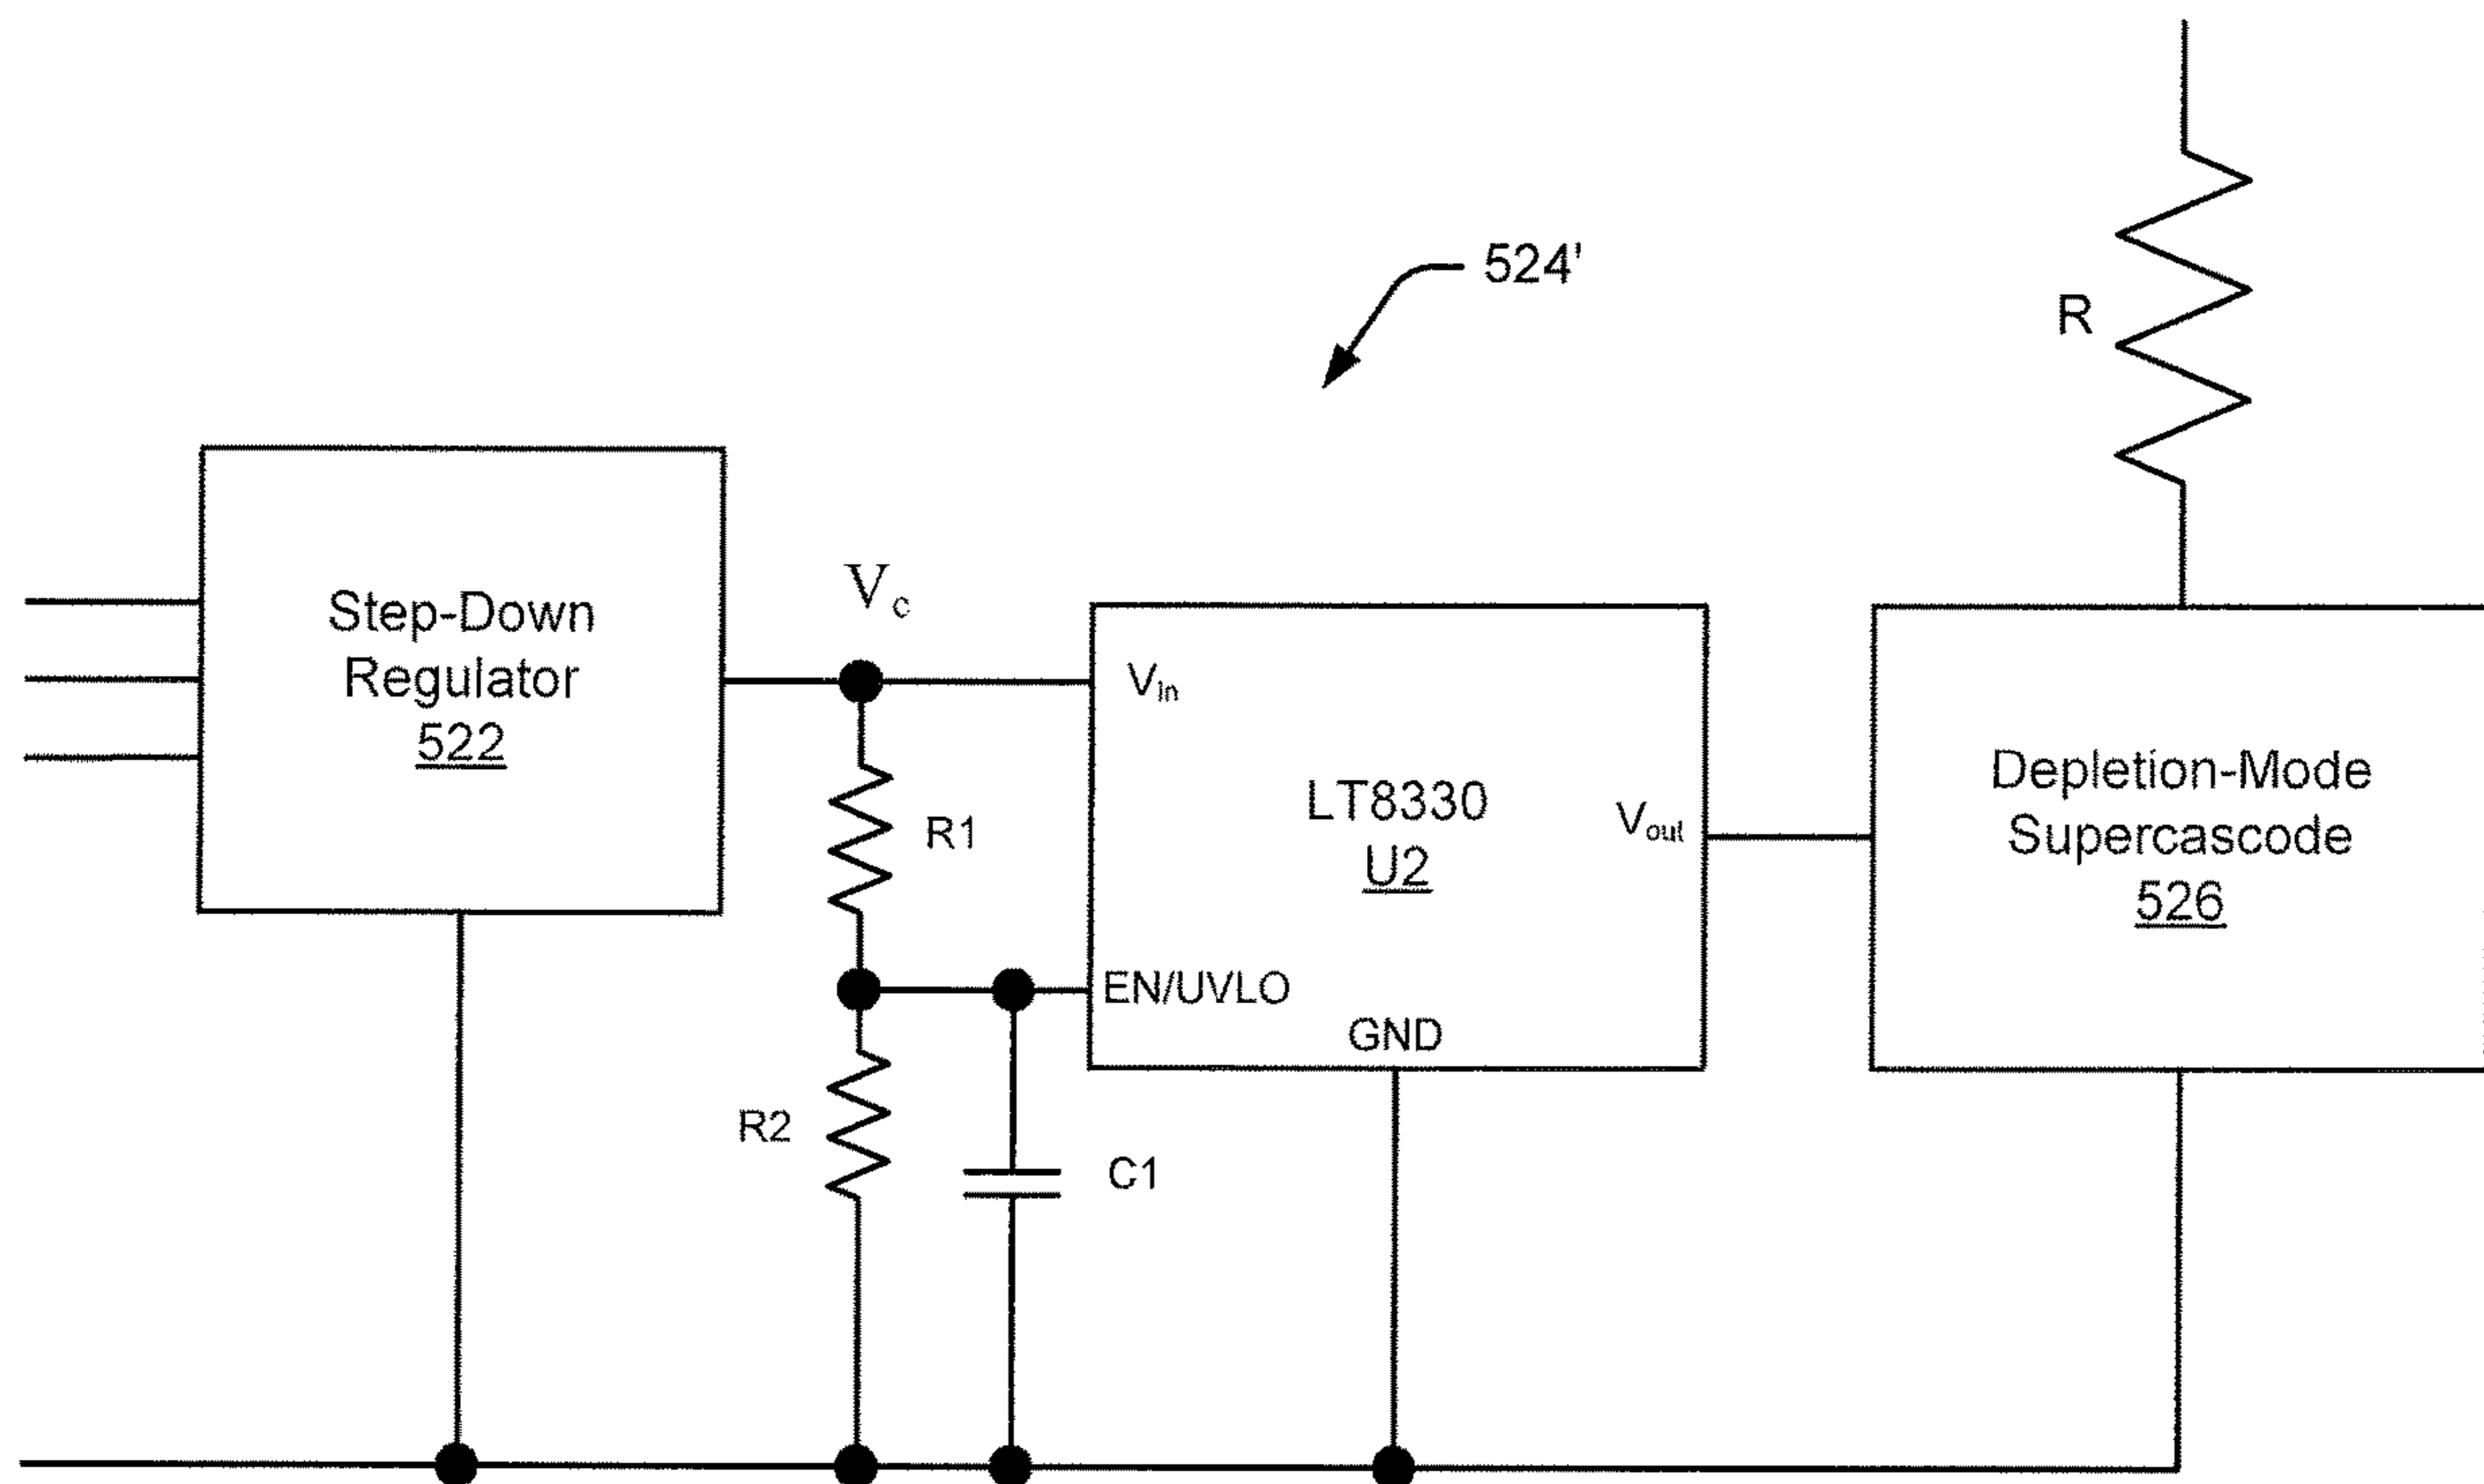 524'
R
Step-Down
Regulator
522
Vc
Vin
LT8330
U2
Vout
EN/UVLO
GND
R1
R2
C1
Depletion-Mode
Supercascode
526